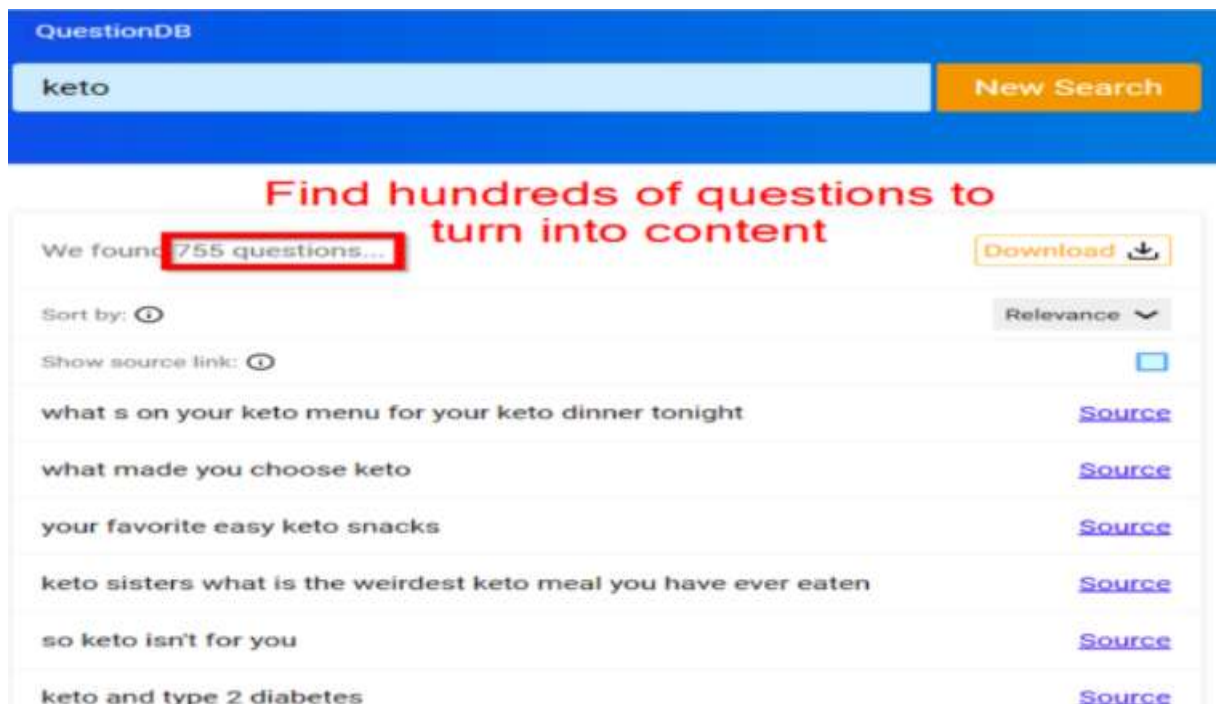 QuestionDB
keto
New Search
Find hundreds of questions to
turn into content
We found 755 questions...
Download
Sort by:
Relevance
Show source link:
what s on your keto menu for your keto dinner tonight Source
what made you choose keto Source
your favorite easy keto snacks Source
keto sisters what is the weirdest keto meal you have ever eaten Source
so keto isn't for you Source
keto and type 2 diabetes Source